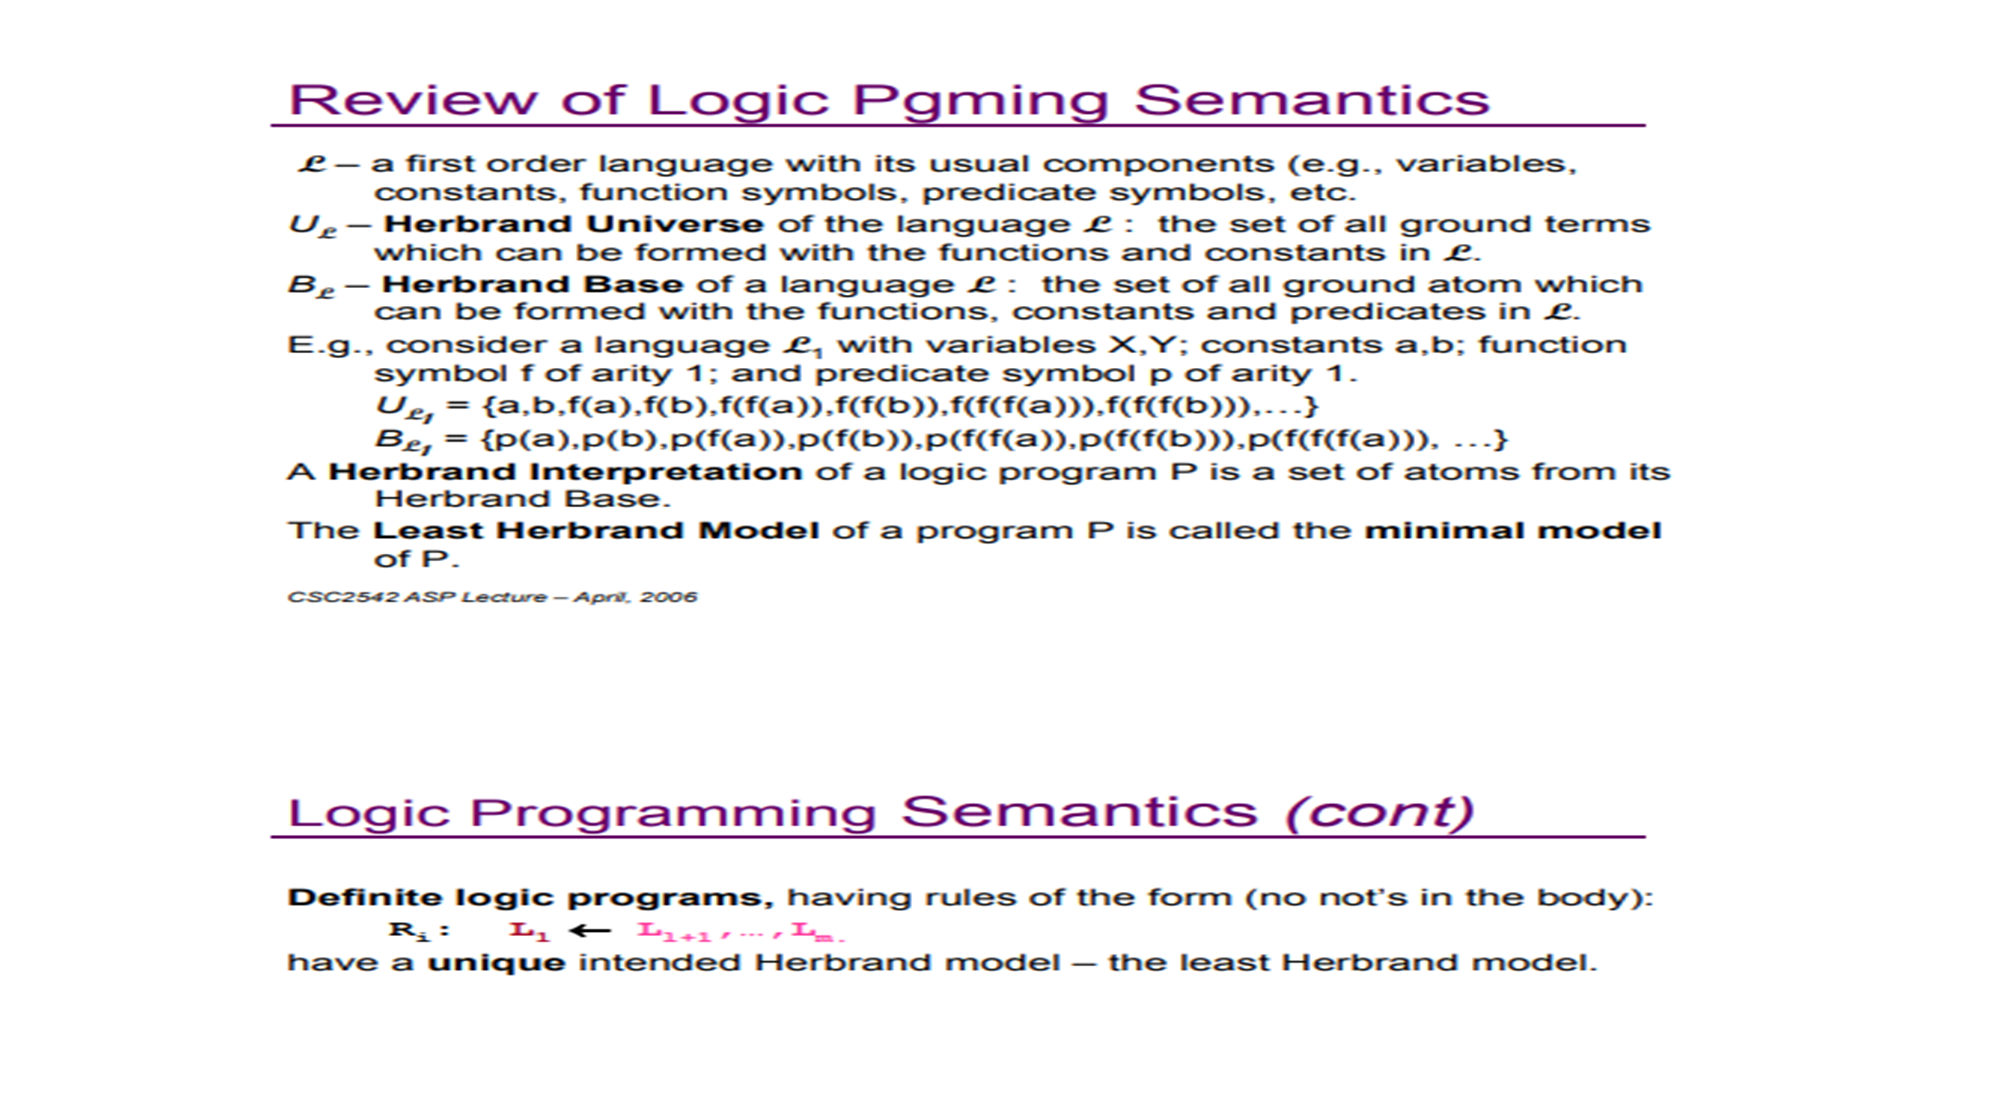 Review of Logic Pgming Semantics
ℒ – a first order language with its usual components (e.g., variables,
constants, function symbols, predicate symbols, etc.
Uℒ – Herbrand Universe of the language ℒ : the set of all ground terms
which can be formed with the functions and constants in ℒ.
Bℒ – Herbrand Base of a language ℒ : the set of all ground atom which
can be formed with the functions, constants and predicates in ℒ.
E.g., consider a language ℒ₁ with variables X,Y; constants a,b; function
symbol f of arity 1; and predicate symbol p of arity 1.
Uℒ₁ = {a,b,f(a),f(b),f(f(a)),f(f(b)),f(f(f(a))),f(f(f(b))),…}
Bℒ₁ = {p(a),p(b),p(f(a)),p(f(b)),p(f(f(a)),p(f(f(b))),p(f(f(f(a))), …}
A Herbrand Interpretation of a logic program P is a set of atoms from its
Herbrand Base.
The Least Herbrand Model of a program P is called the minimal model
of P.
CSC2542 ASP Lecture – April, 2006
Logic Programming Semantics (cont)
Definite logic programs, having rules of the form (no not's in the body):
Rᵢ : L₁ ← L₁₊₁,…,Lₘ.
have a unique intended Herbrand model – the least Herbrand model.